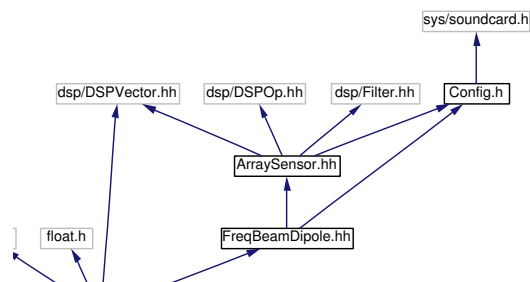 sys/soundcard.h
dsp/DSPVector.hh
dsp/DSPOp.hh
dsp/Filter.hh
Config.h
ArraySensor.hh
float.h
FreqBeamDipole.hh